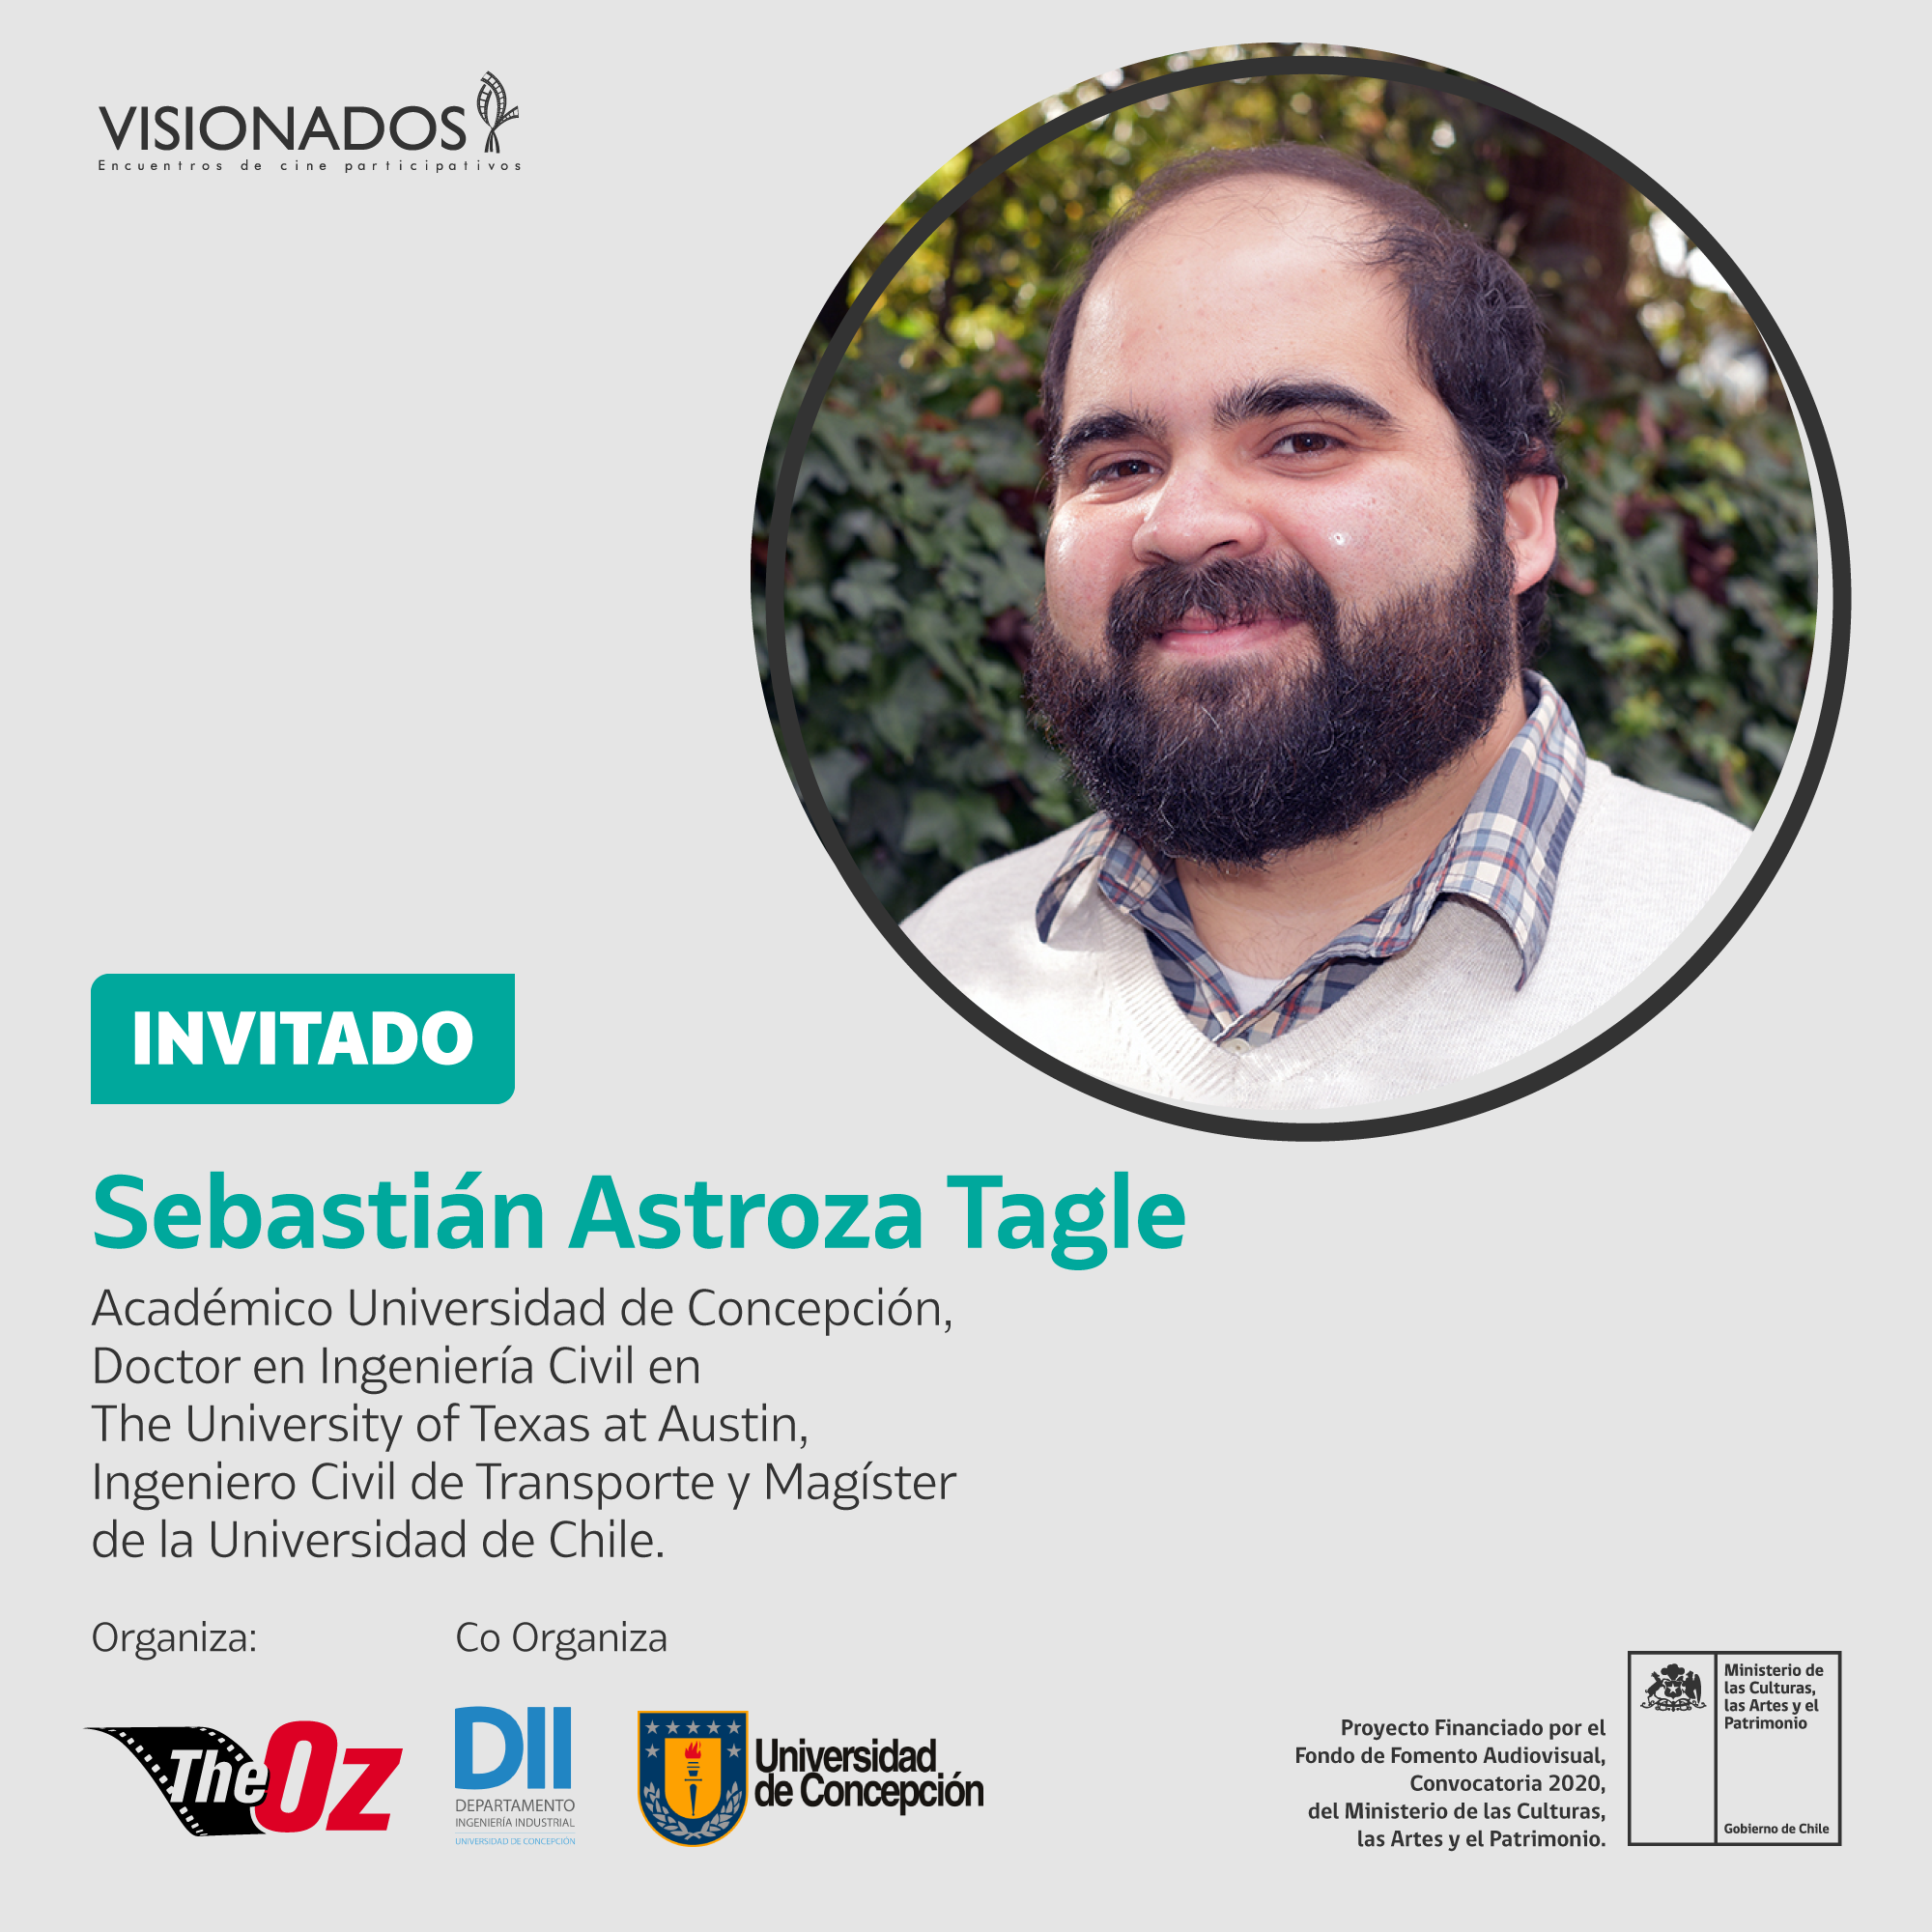 VISIONADOS
Encuentros de cine participativos
INVITADO
Sebastián Astroza Tagle
Académico Universidad de Concepción,
Doctor en Ingeniería Civil en
The University of Texas at Austin,
Ingeniero Civil de Transporte y Magíster
de la Universidad de Chile.
Organiza:
Co Organiza
TheOz
DII
DEPARTAMENTO
INGENIERÍA INDUSTRIAL
UNIVERSIDAD DE CONCEPCIÓN
Universidad
de Concepción
Proyecto Financiado por el
Fondo de Fomento Audiovisual,
Convocatoria 2020,
del Ministerio de las Culturas,
las Artes y el Patrimonio.
Ministerio de
las Culturas,
las Artes y el
Patrimonio
Gobierno de Chile